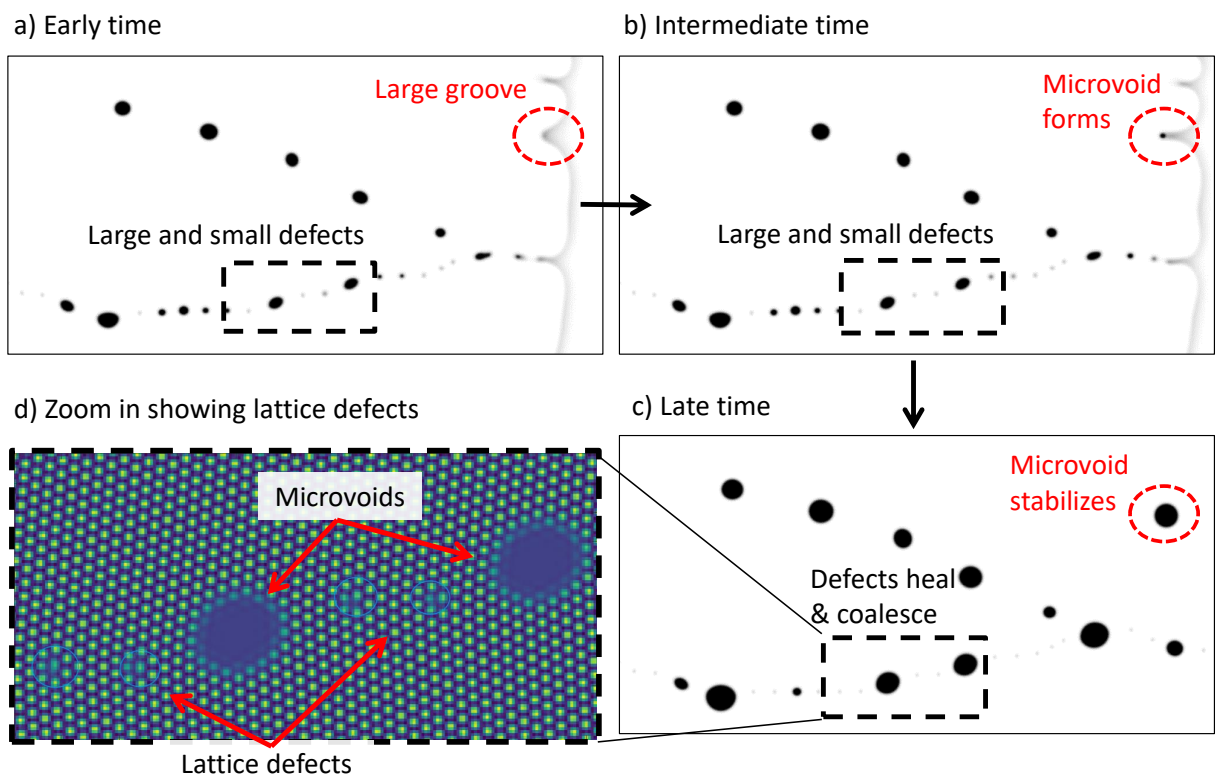 a) Early time
Large groove
Large and small defects
b) Intermediate time
Microvoid
forms
Large and small defects
c) Late time
Microvoid
stabilizes
Defects heal
& coalesce
d) Zoom in showing lattice defects
Microvoids
Lattice defects